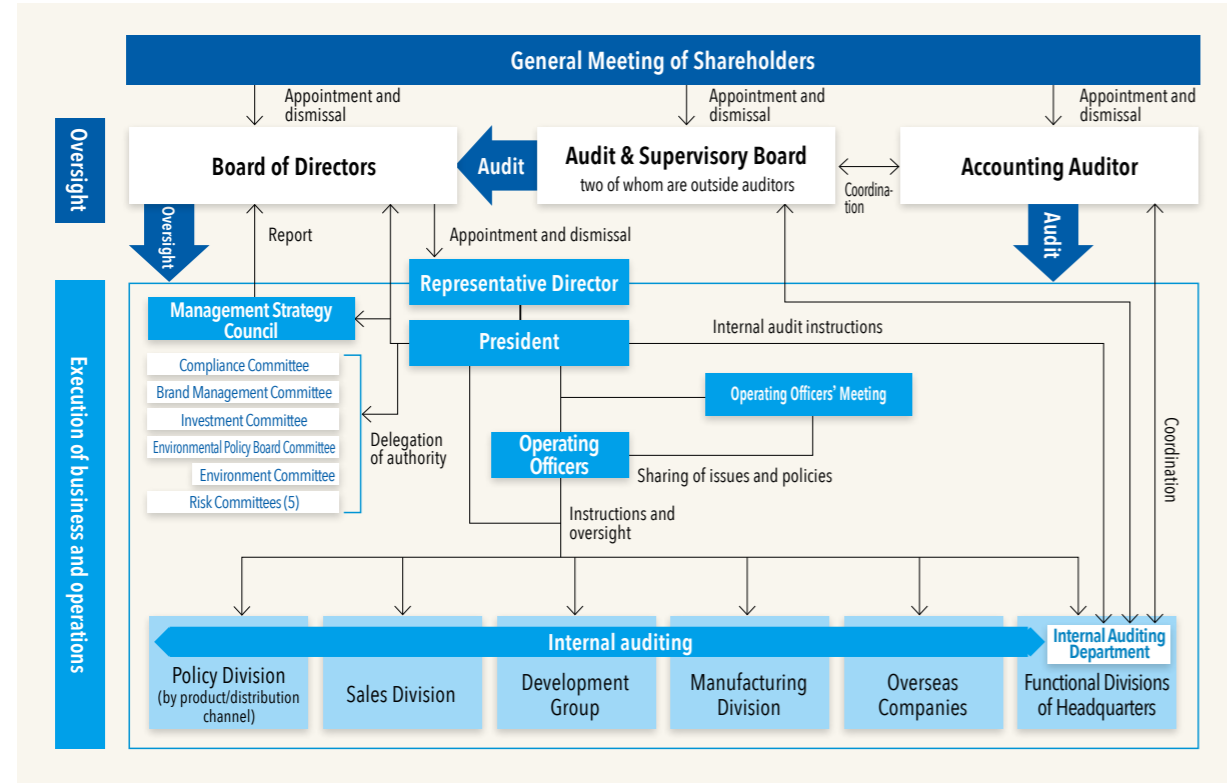 General Meeting of Shareholders
Appointment and
dismissal
Appointment and
dismissal
Appointment and
dismissal
Oversight
Board of Directors
Audit
Audit & Supervisory Board
two of whom are outside auditors
Coordina-
tion
Accounting Auditor
Oversight
Report
Appointment and dismissal
Audit
Execution of business and operations
Representative Director
Management Strategy
Council
President
Internal audit instructions
Compliance Committee
Brand Management Committee
Investment Committee
Environmental Policy Board Committee
Environment Committee
Risk Committees (5)
Delegation
of authority
Operating Officers' Meeting
Operating
Officers
Sharing of issues and policies
Coordination
Instructions and
oversight
Internal auditing
Internal Auditing
Department
Policy Division
(by product/distribution
channel)
Sales Division
Development
Group
Manufacturing
Division
Overseas
Companies
Functional Divisions
of Headquarters